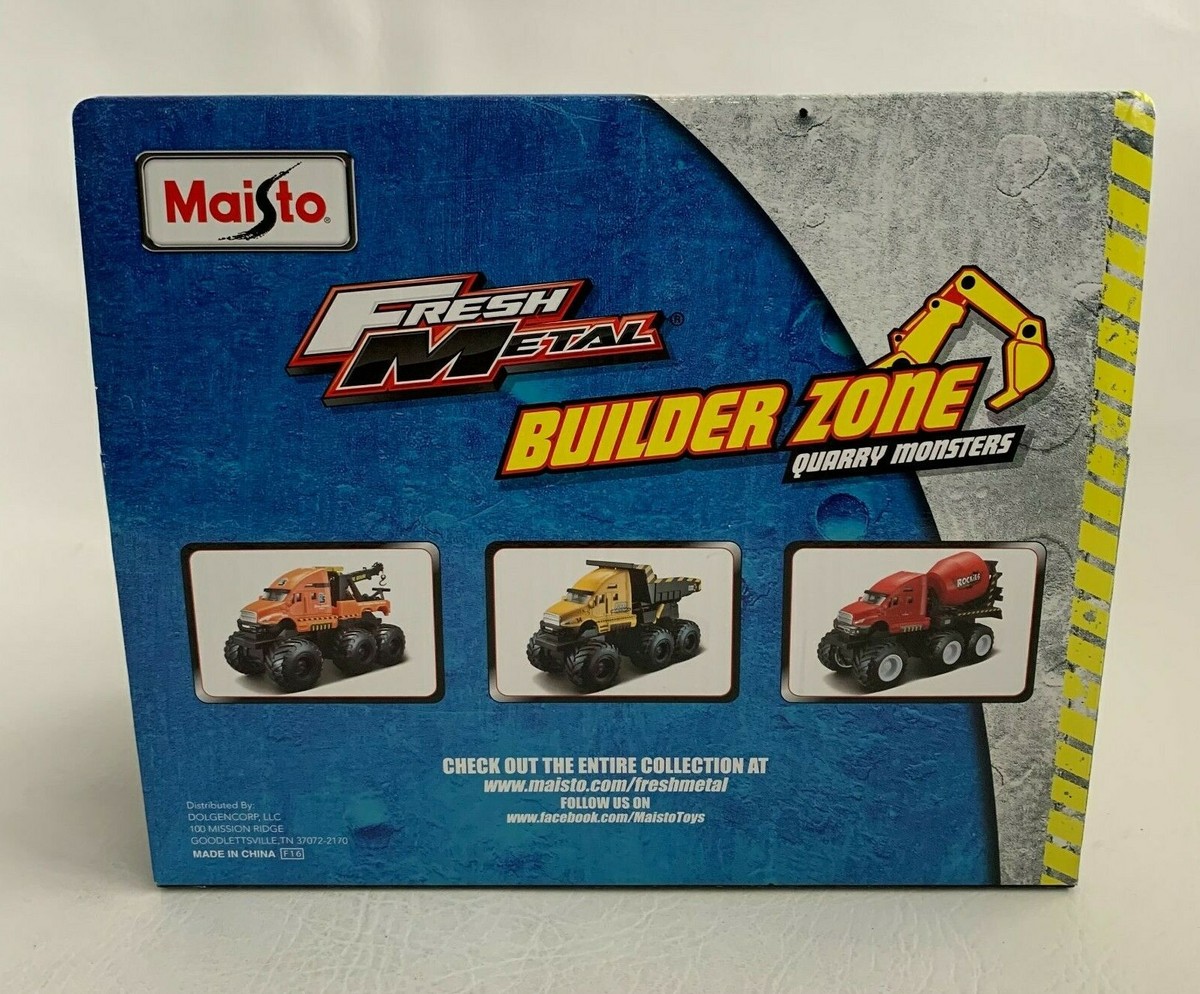 Maisto®
FRESH
METAL®
BUILDER ZONE
QUARRY MONSTERS
ROCKITE
CHECK OUT THE ENTIRE COLLECTION AT
www.maisto.com/freshmetal
FOLLOW US ON
www.facebook.com/MaistoToys
Distributed By:
DOLGENCORP, LLC
100 MISSION RIDGE
GOODLETTSVILLE,TN 37072-2170
MADE IN CHINA F16